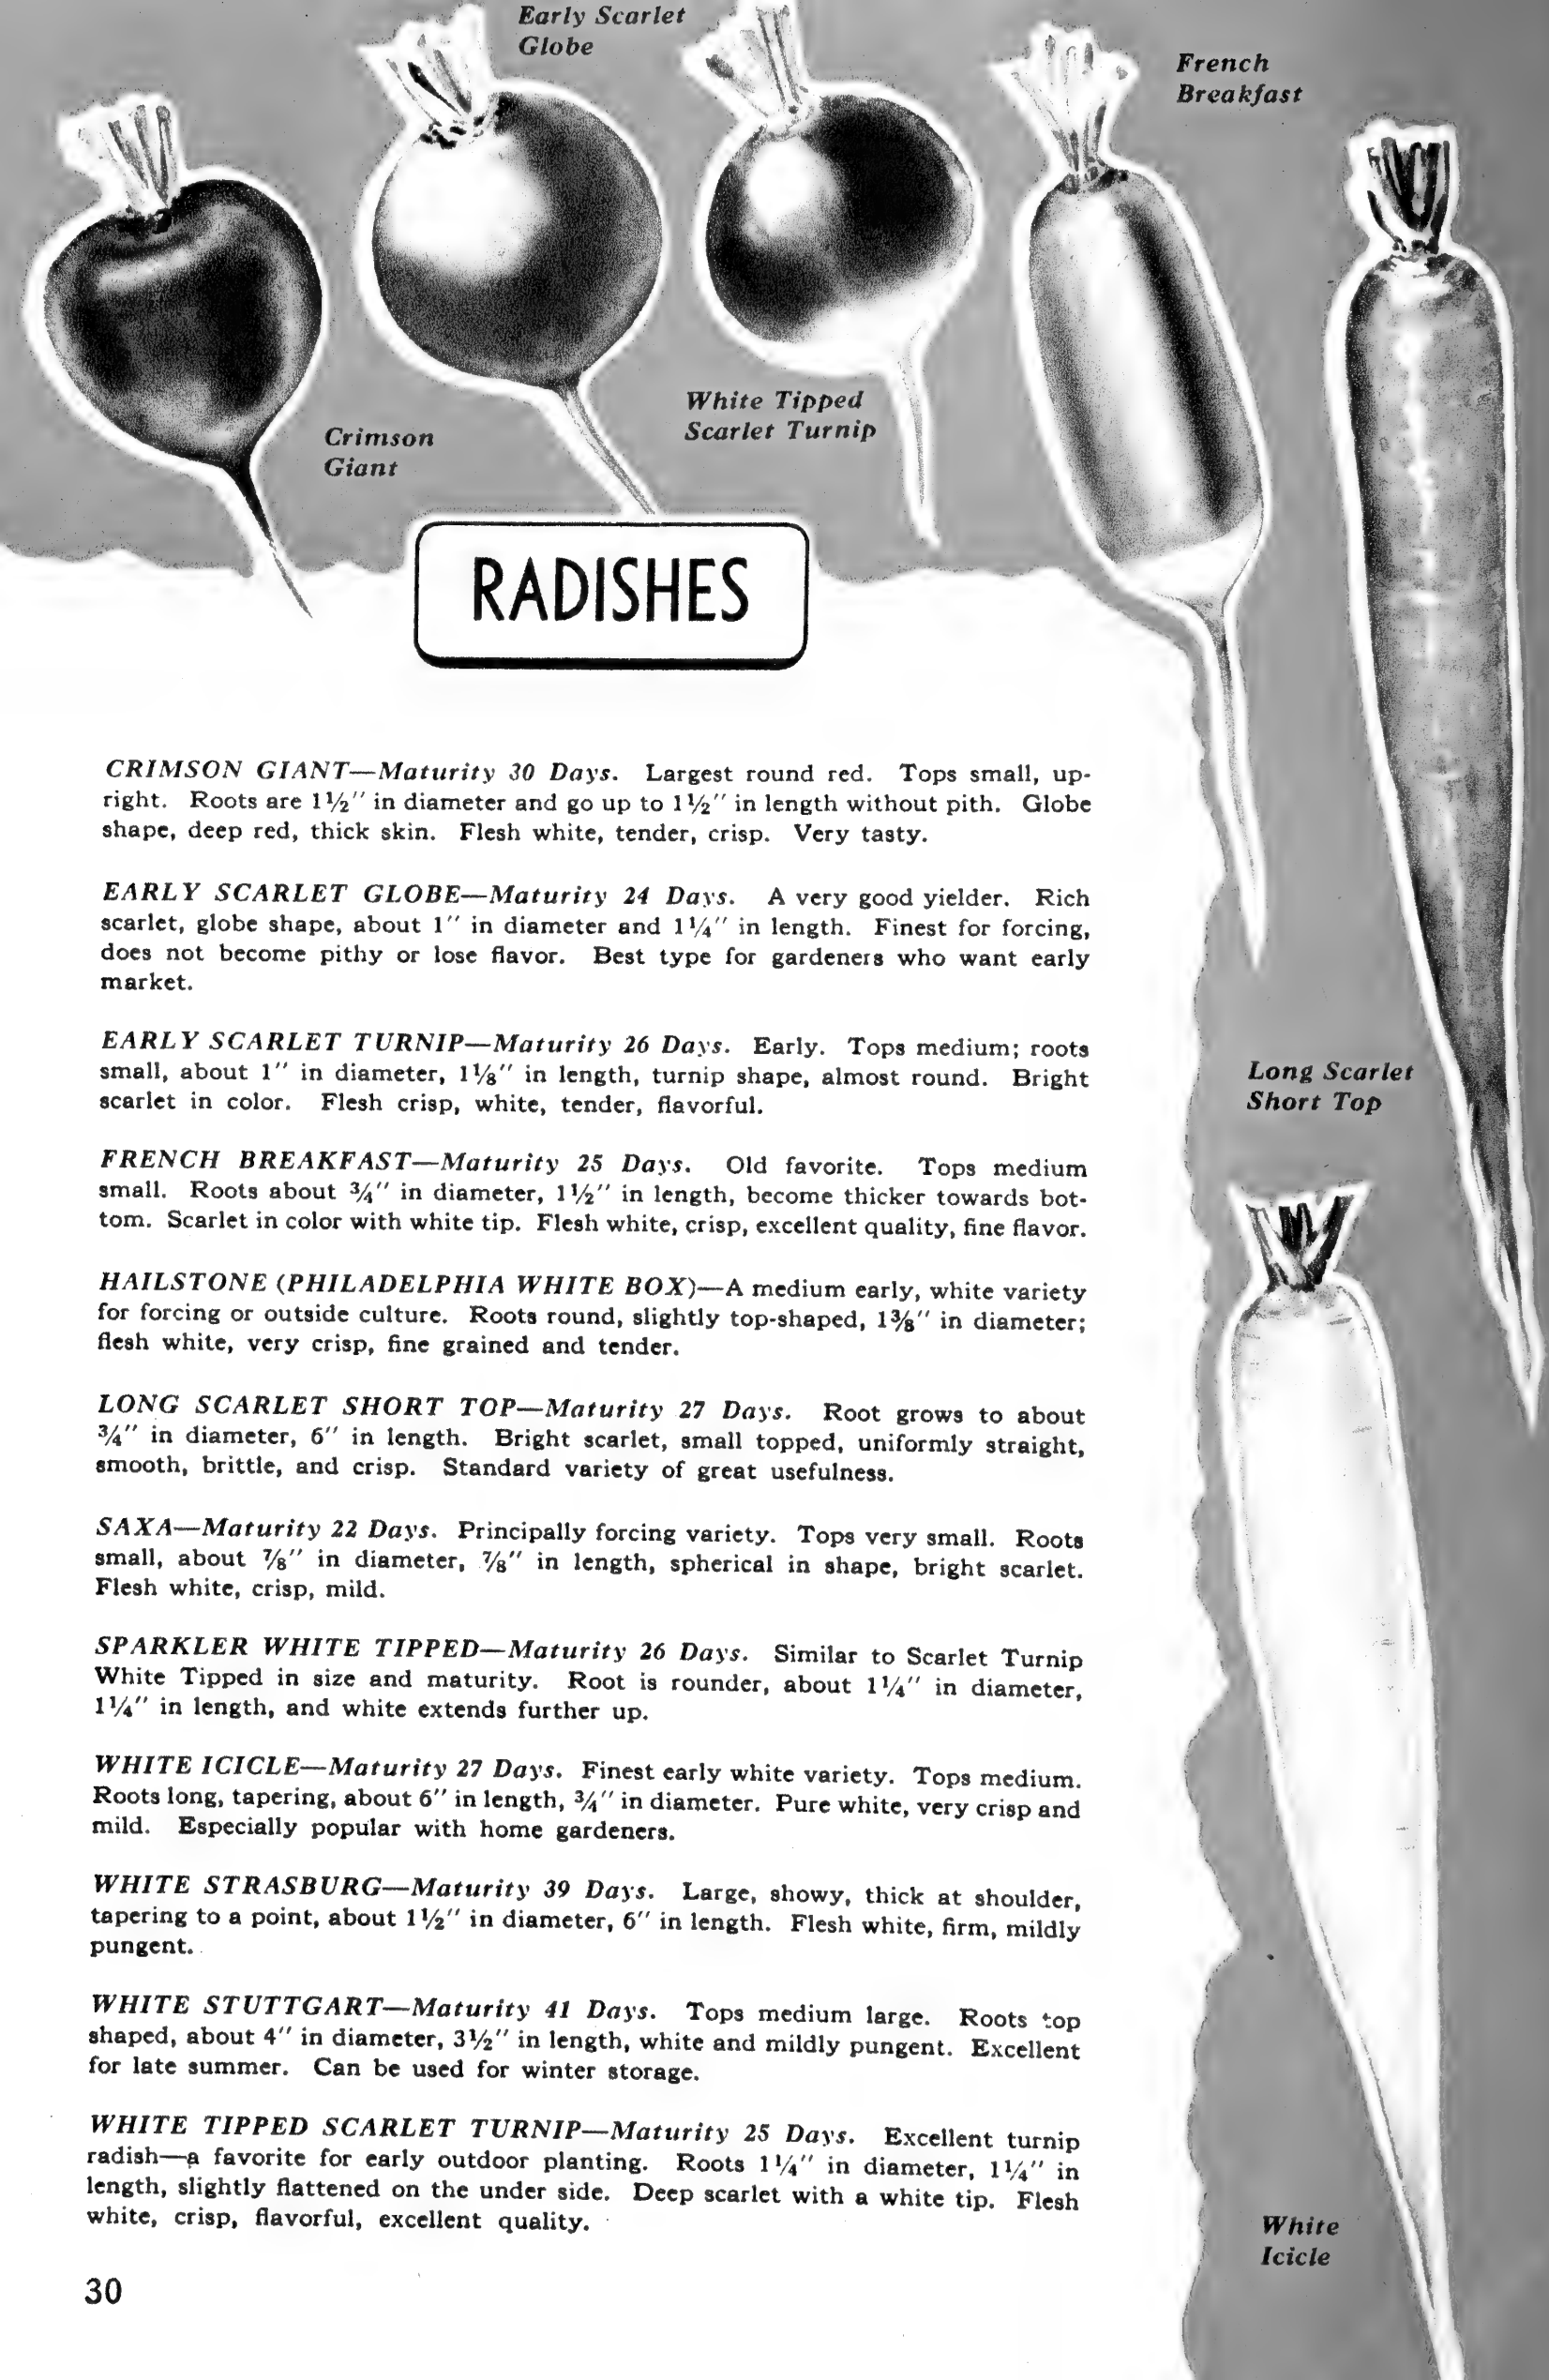 Early Scarlet
Globe
French
Breakfast
White Tipped
Scarlet Turnip
Crimson
Giant
RADISHES
CRIMSON GIANT—Maturity 30 Days. Largest round red. Tops small, up-
right. Roots are 1½″ in diameter and go up to 1½″ in length without pith. Globe
shape, deep red, thick skin. Flesh white, tender, crisp. Very tasty.
EARLY SCARLET GLOBE—Maturity 24 Days. A very good yielder. Rich
scarlet, globe shape, about 1″ in diameter and 1¼″ in length. Finest for forcing,
does not become pithy or lose flavor. Best type for gardeners who want early
market.
EARLY SCARLET TURNIP—Maturity 26 Days. Early. Tops medium; roots
small, about 1″ in diameter, 1⅛″ in length, turnip shape, almost round. Bright
scarlet in color. Flesh crisp, white, tender, flavorful.
FRENCH BREAKFAST—Maturity 25 Days. Old favorite. Tops medium
small. Roots about ¾″ in diameter, 1½″ in length, become thicker towards bot-
tom. Scarlet in color with white tip. Flesh white, crisp, excellent quality, fine flavor.
HAILSTONE (PHILADELPHIA WHITE BOX)—A medium early, white variety
for forcing or outside culture. Roots round, slightly top-shaped, 1⅜″ in diameter;
flesh white, very crisp, fine grained and tender.
LONG SCARLET SHORT TOP—Maturity 27 Days. Root grows to about
¾″ in diameter, 6″ in length. Bright scarlet, small topped, uniformly straight,
smooth, brittle, and crisp. Standard variety of great usefulness.
SAXA—Maturity 22 Days. Principally forcing variety. Tops very small. Roots
small, about ⅞″ in diameter, ⅞″ in length, spherical in shape, bright scarlet.
Flesh white, crisp, mild.
SPARKLER WHITE TIPPED—Maturity 26 Days. Similar to Scarlet Turnip
White Tipped in size and maturity. Root is rounder, about 1¼″ in diameter,
1¼″ in length, and white extends further up.
WHITE ICICLE—Maturity 27 Days. Finest early white variety. Tops medium.
Roots long, tapering, about 6″ in length, ¾″ in diameter. Pure white, very crisp and
mild. Especially popular with home gardeners.
WHITE STRASBURG—Maturity 39 Days. Large, showy, thick at shoulder,
tapering to a point, about 1½″ in diameter, 6″ in length. Flesh white, firm, mildly
pungent.
WHITE STUTTGART—Maturity 41 Days. Tops medium large. Roots top
shaped, about 4″ in diameter, 3½″ in length, white and mildly pungent. Excellent
for late summer. Can be used for winter storage.
WHITE TIPPED SCARLET TURNIP—Maturity 25 Days. Excellent turnip
radish—a favorite for early outdoor planting. Roots 1¼″ in diameter, 1¼″ in
length, slightly flattened on the under side. Deep scarlet with a white tip. Flesh
white, crisp, flavorful, excellent quality.
Long Scarlet
Short Top
White
Icicle
30